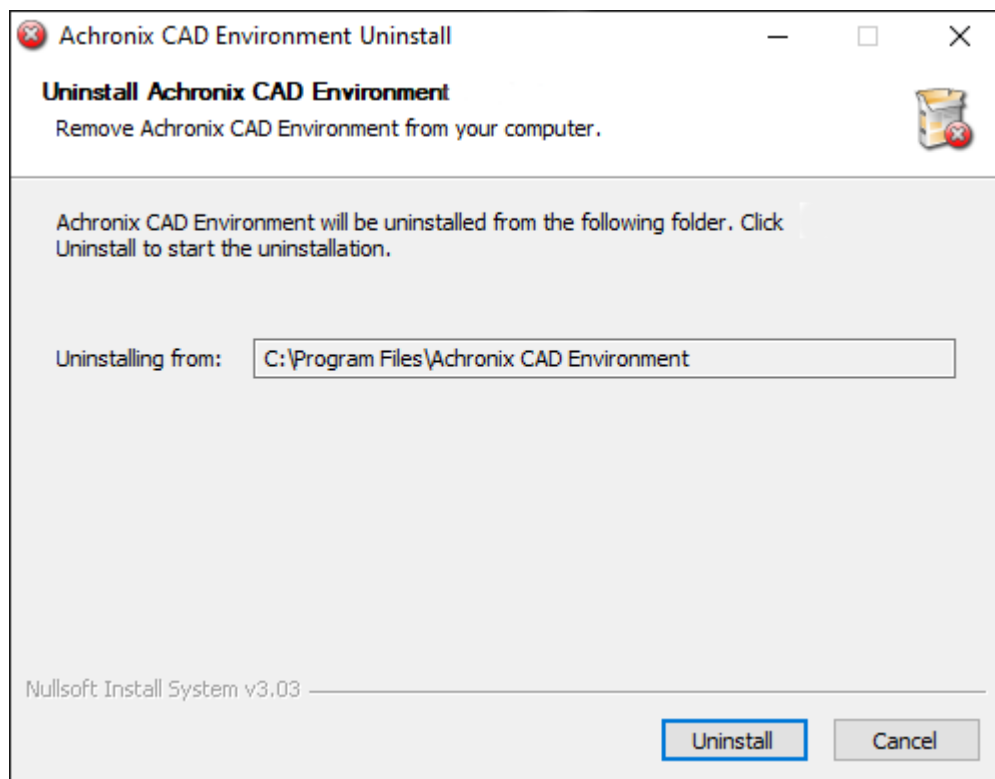 Achronix CAD Environment Uninstall
Uninstall Achronix CAD Environment
Remove Achronix CAD Environment from your computer.
Achronix CAD Environment will be uninstalled from the following folder. Click
Uninstall to start the uninstallation.
Uninstalling from: C:\Program Files\Achronix CAD Environment
Nullsoft Install System v3.03
Uninstall Cancel